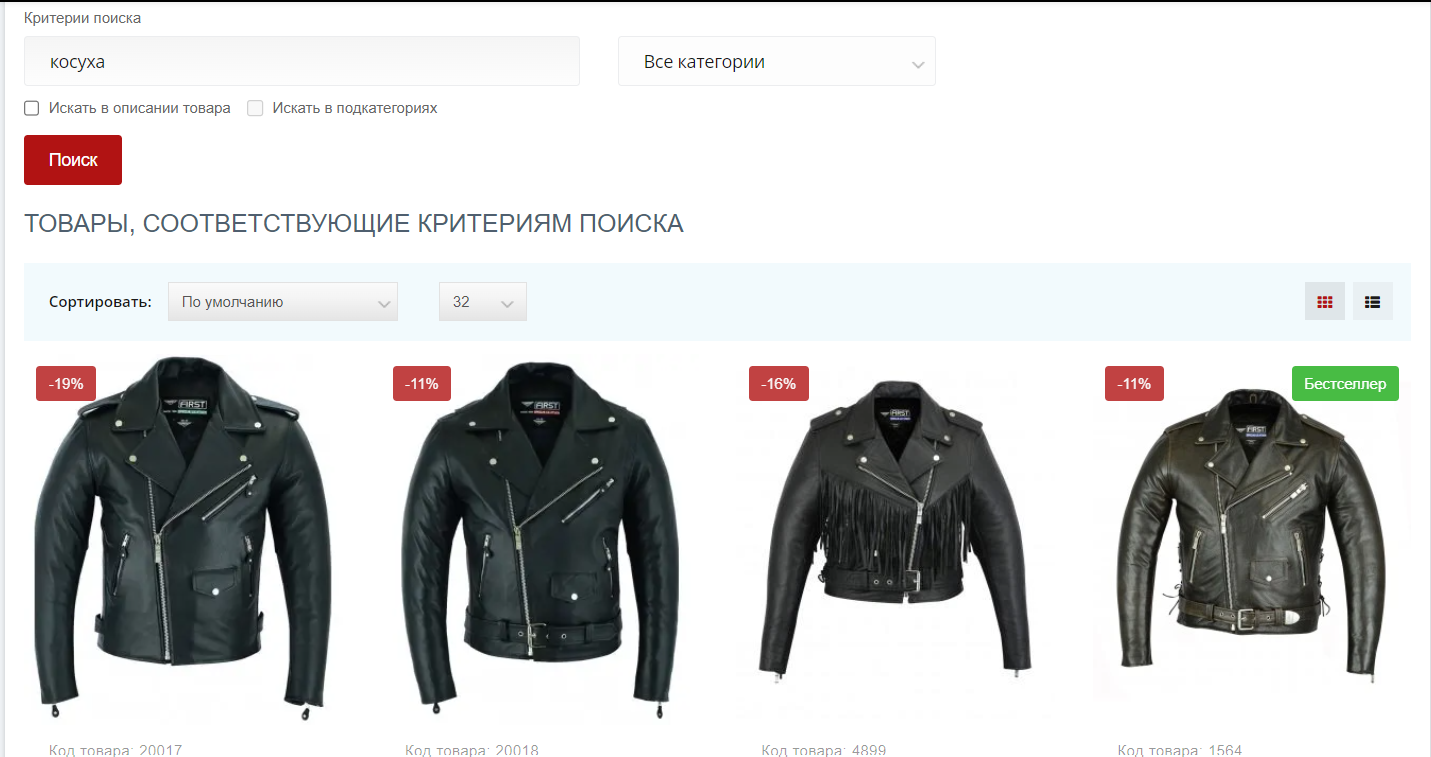 Критерии поиска
косуха
Все категории
Искать в описании товара
Искать в подкатегориях
Поиск
ТОВАРЫ, СООТВЕТСТВУЮЩИЕ КРИТЕРИЯМ ПОИСКА
Сортировать:
По умолчанию
32
-19%
-11%
-16%
-11%
Бестселлер
FIRST
FIRST
FIRST
FIRST
Код товара: 20017
Код товара: 20018
Код товара: 4899
Код товара: 1564